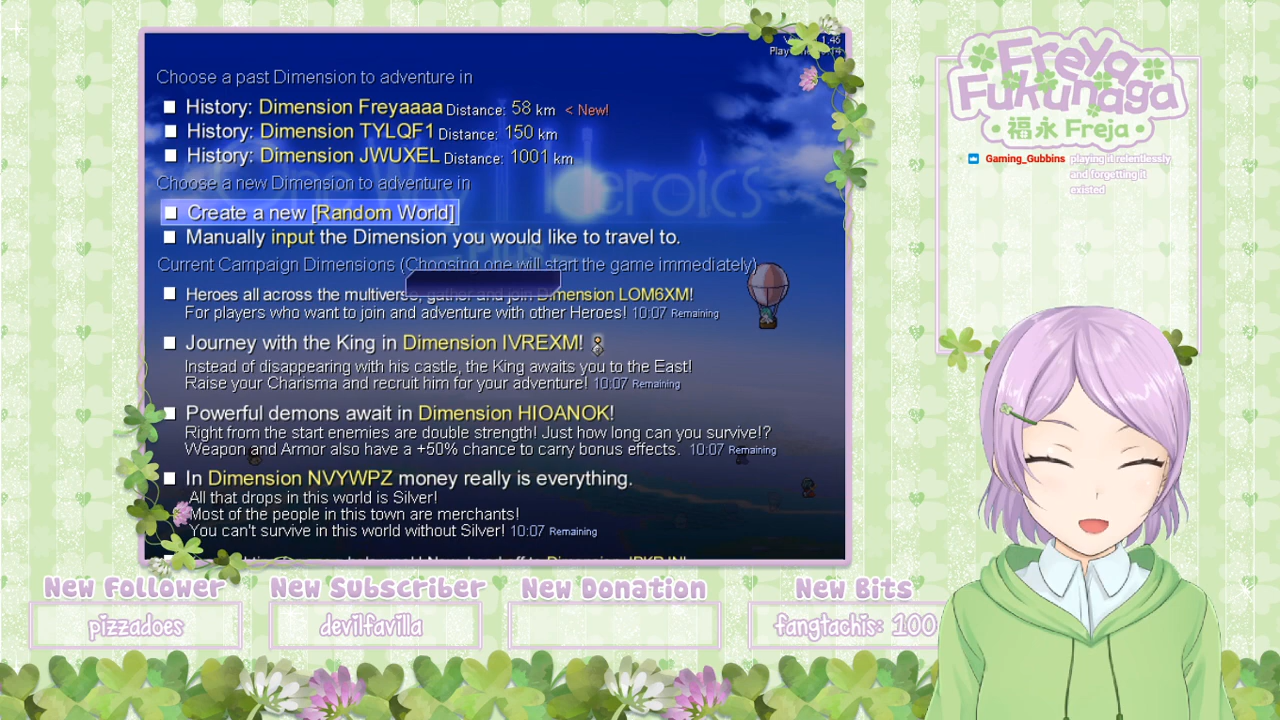 Choose a past Dimension to adventure in
History: Dimension Freyaaaa Distance: 58 km < New!
History: Dimension TYLQF1 Distance: 150 km
History: Dimension JWUXEL Distance: 1001 km
Choose a new Dimension to adventure in
Create a new [Random World]
Manually input the Dimension you would like to travel to.
Current Campaign Dimensions (Choosing one will start the game immediately)
Heroes all across the multiverse, gather and join Dimension LOM6XM!
For players who want to join and adventure with other Heroes! 10:07 Remaining
Journey with the King in Dimension IVREXM!
Instead of disappearing with his castle, the King awaits you to the East!
Raise your Charisma and recruit him for your adventure! 10:07 Remaining
Powerful demons await in Dimension HIOANOK!
Right from the start enemies are double strength! Just how long can you survive!?
Weapon and Armor also have a +50% chance to carry bonus effects. 10:07 Remaining
In Dimension NVYWPZ money really is everything.
All that drops in this world is Silver!
Most of the people in this town are merchants!
You can't survive in this world without Silver! 10:07 Remaining
Heroics
Freya
Fukunaga
福永 Freja
Gaming_Gubbins playing it relentlessly
and forgetting it
existed
New Follower
pizzadoes
New Subscriber
devilfavilla
New Donation
New Bits
fangtachis: 100